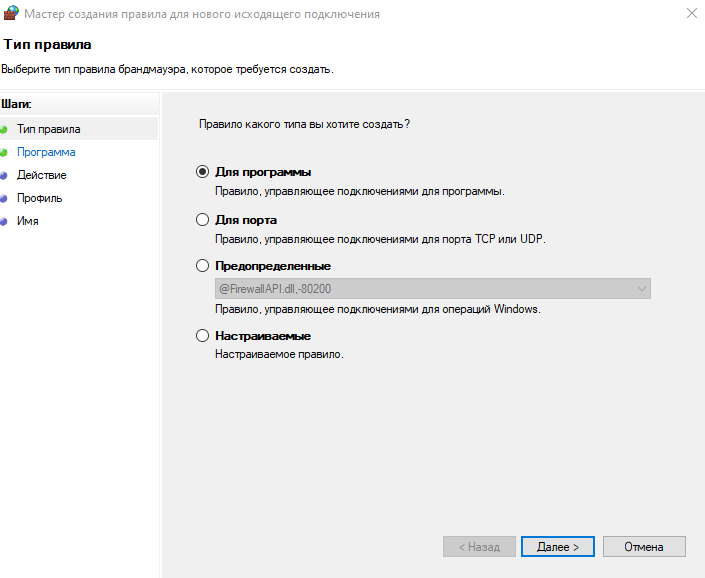 Мастер создания правила для нового исходящего подключения
Тип правила
Выберите тип правила брандмауэра, которое требуется создать.
Шаги:
Тип правила
Программа
Действие
Профиль
Имя
Правило какого типа вы хотите создать?
Для программы
Правило, управляющее подключениями для программы.
Для порта
Правило, управляющее подключениями для порта TCP или UDP.
Предопределенные
@FirewallAPI.dll,-80200
Правило, управляющее подключениями для операций Windows.
Настраиваемые
Настраиваемое правило.
< Назад
Далее >
Отмена